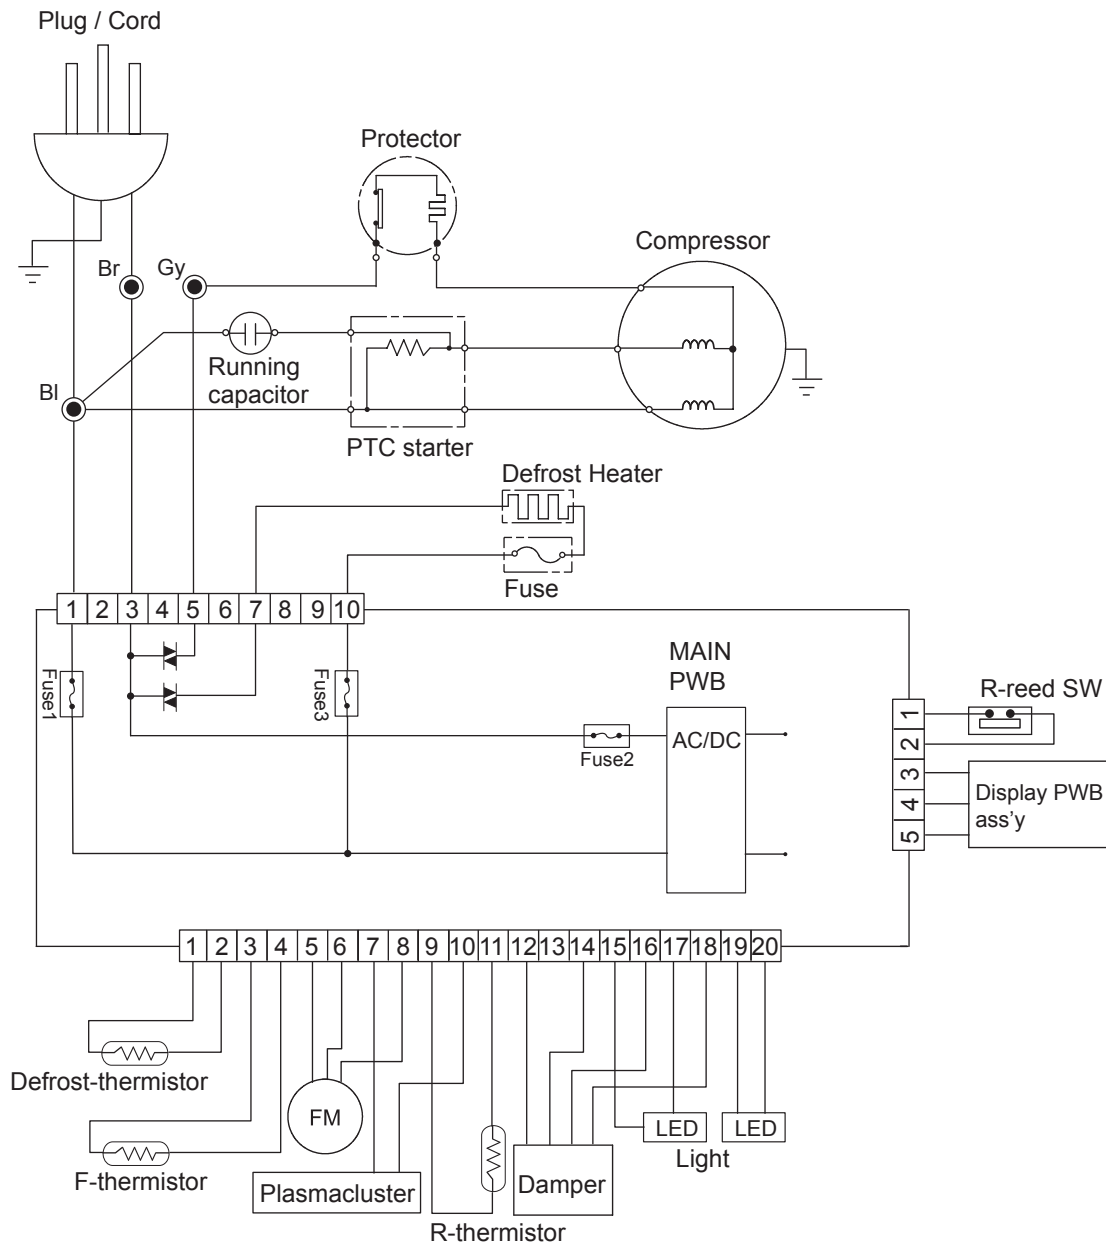 Plug / Cord
Protector
Compressor
Br
Gy
Running
capacitor
Bl
PTC starter
Defrost Heater
Fuse
1 2 3 4 5 6 7 8 9 10
Fuse1
Fuse3
MAIN
PWB
Fuse2
AC/DC
R-reed SW
1
2
3
4
5
Display PWB
ass'y
1 2 3 4 5 6 7 8 9 10 11 12 13 14 15 16 17 18 19 20
Defrost-thermistor
F-thermistor
FM
Plasmacluster
R-thermistor
Damper
LED
LED
Light